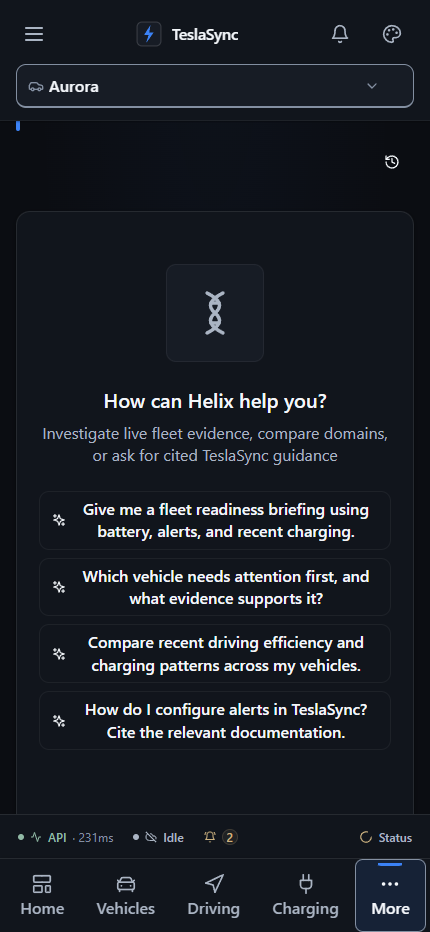 TeslaSync
Aurora
How can Helix help you?
Investigate live fleet evidence, compare domains,
or ask for cited TeslaSync guidance
Give me a fleet readiness briefing using
battery, alerts, and recent charging.
Which vehicle needs attention first, and
what evidence supports it?
Compare recent driving efficiency and
charging patterns across my vehicles.
How do I configure alerts in TeslaSync?
Cite the relevant documentation.
API · 231ms Idle 2 Status
Home Vehicles Driving Charging More